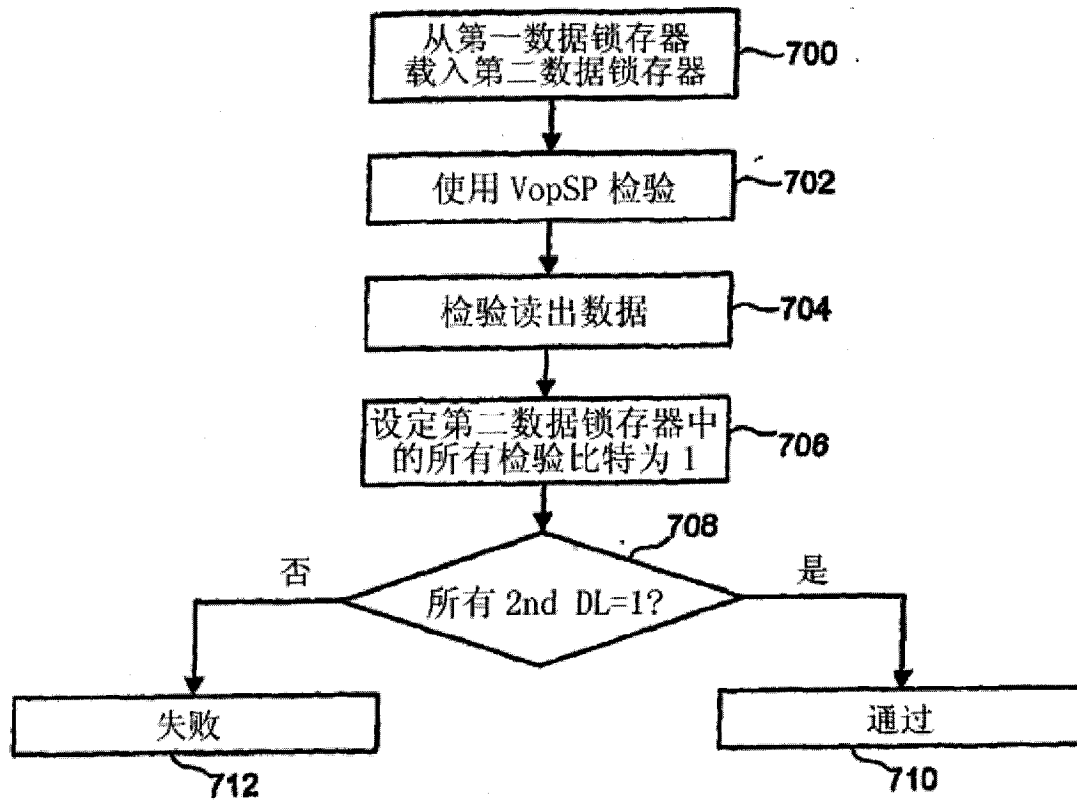 从第一数据锁存器
载入第二数据锁存器
700
使用 VopSP 检验
702
检验读出数据
704
设定第二数据锁存器中
的所有检验比特为 1
706
708
否
所有 2nd DL=1?
是
失败
712
通过
710